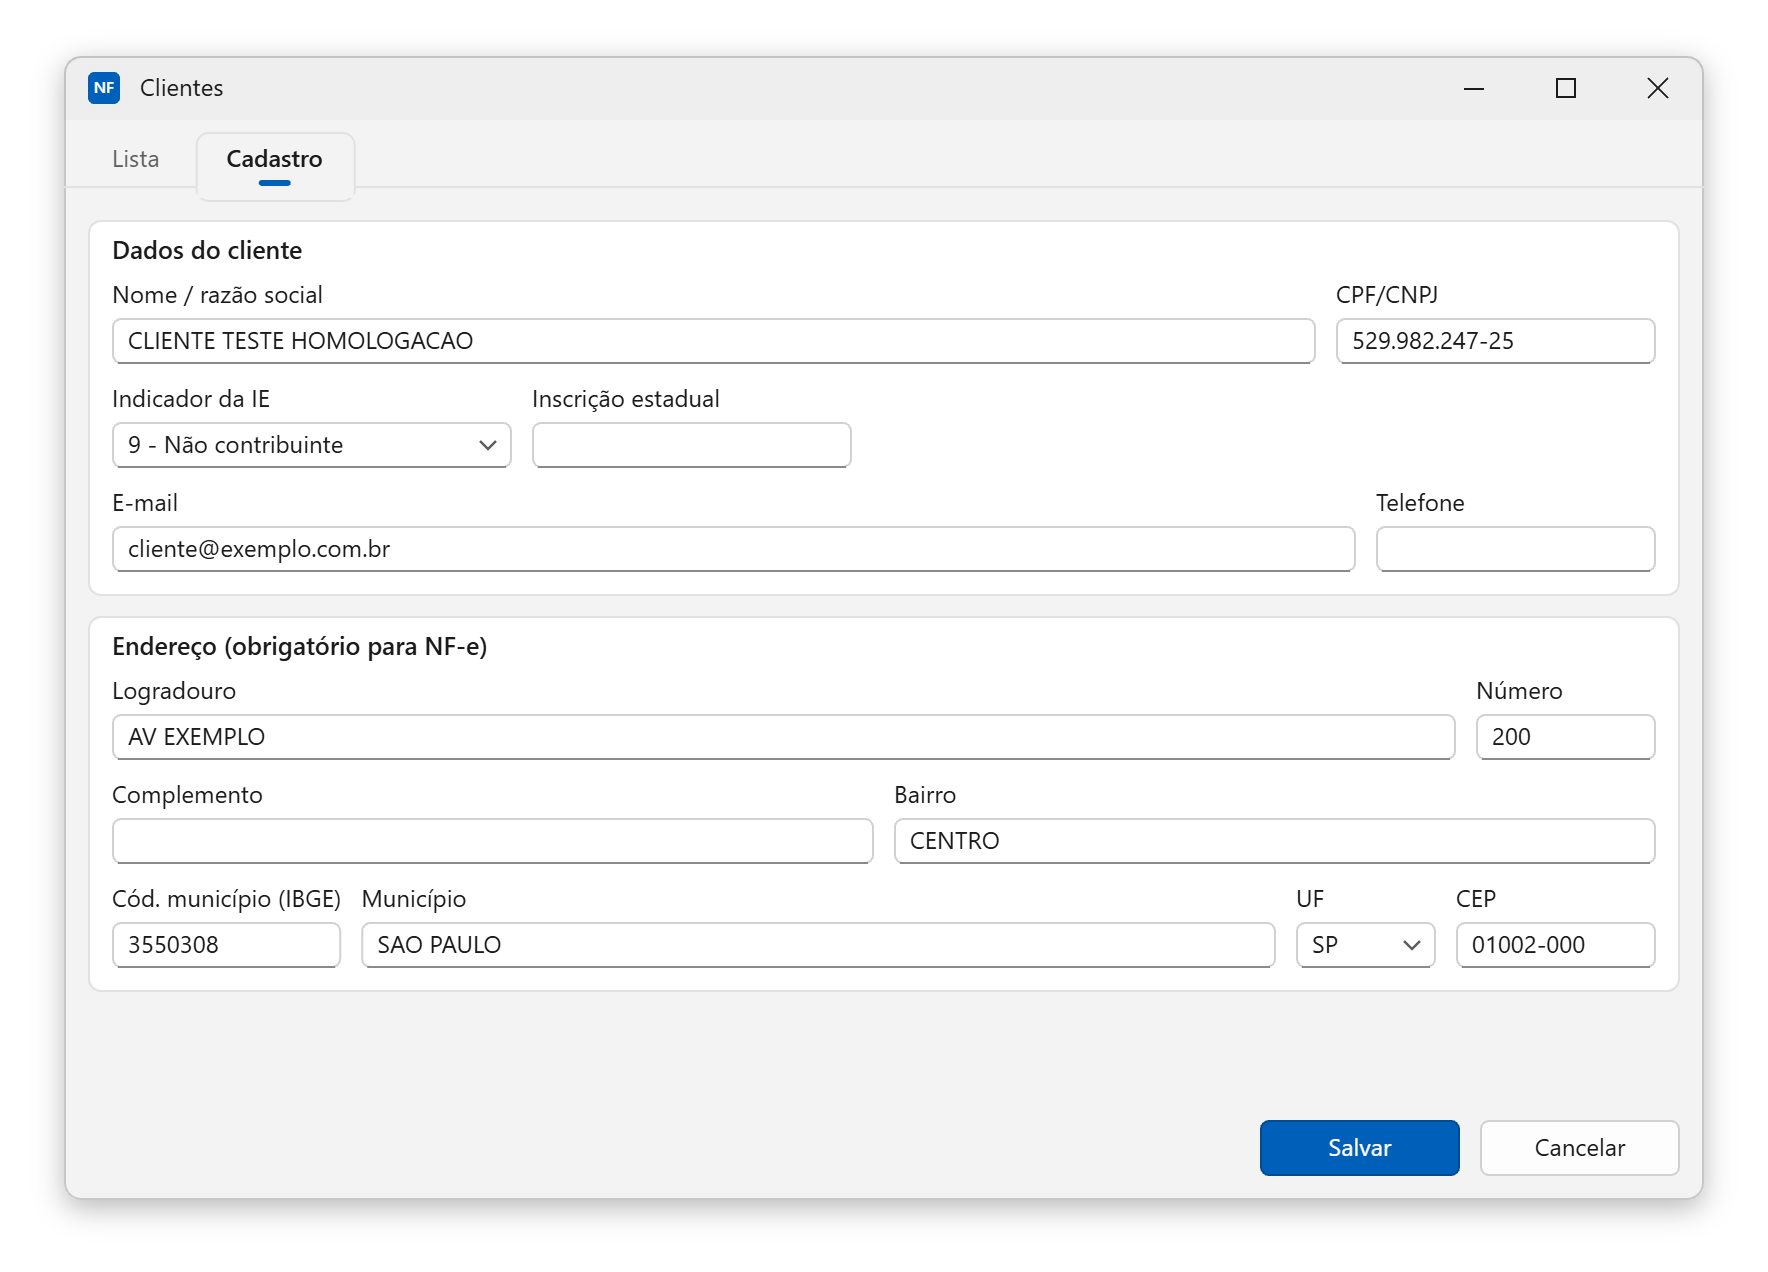 NF Clientes
Lista Cadastro
Dados do cliente
Nome / razão social CPF/CNPJ
CLIENTE TESTE HOMOLOGACAO 529.982.247-25
Indicador da IE Inscrição estadual
9 - Não contribuinte
E-mail Telefone
cliente@exemplo.com.br
Endereço (obrigatório para NF-e)
Logradouro Número
AV EXEMPLO 200
Complemento Bairro
CENTRO
Cód. município (IBGE) Município UF CEP
3550308 SAO PAULO SP 01002-000
Salvar Cancelar